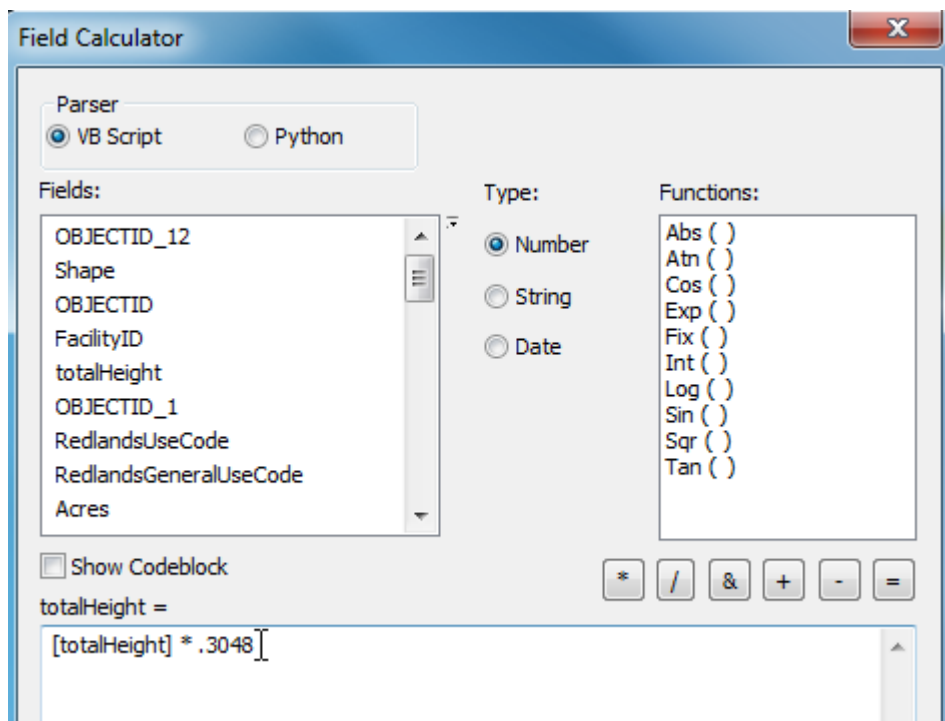 Field Calculator
Parser
VB Script Python
Fields:
OBJECTID_12
Shape
OBJECTID
FacilityID
totalHeight
OBJECTID_1
RedlandsUseCode
RedlandsGeneralUseCode
Acres
Type:
Number
String
Date
Functions:
Abs ( )
Atn ( )
Cos ( )
Exp ( )
Fix ( )
Int ( )
Log ( )
Sin ( )
Sqr ( )
Tan ( )
Show Codeblock
* / & + - =
totalHeight =
[totalHeight] * .3048